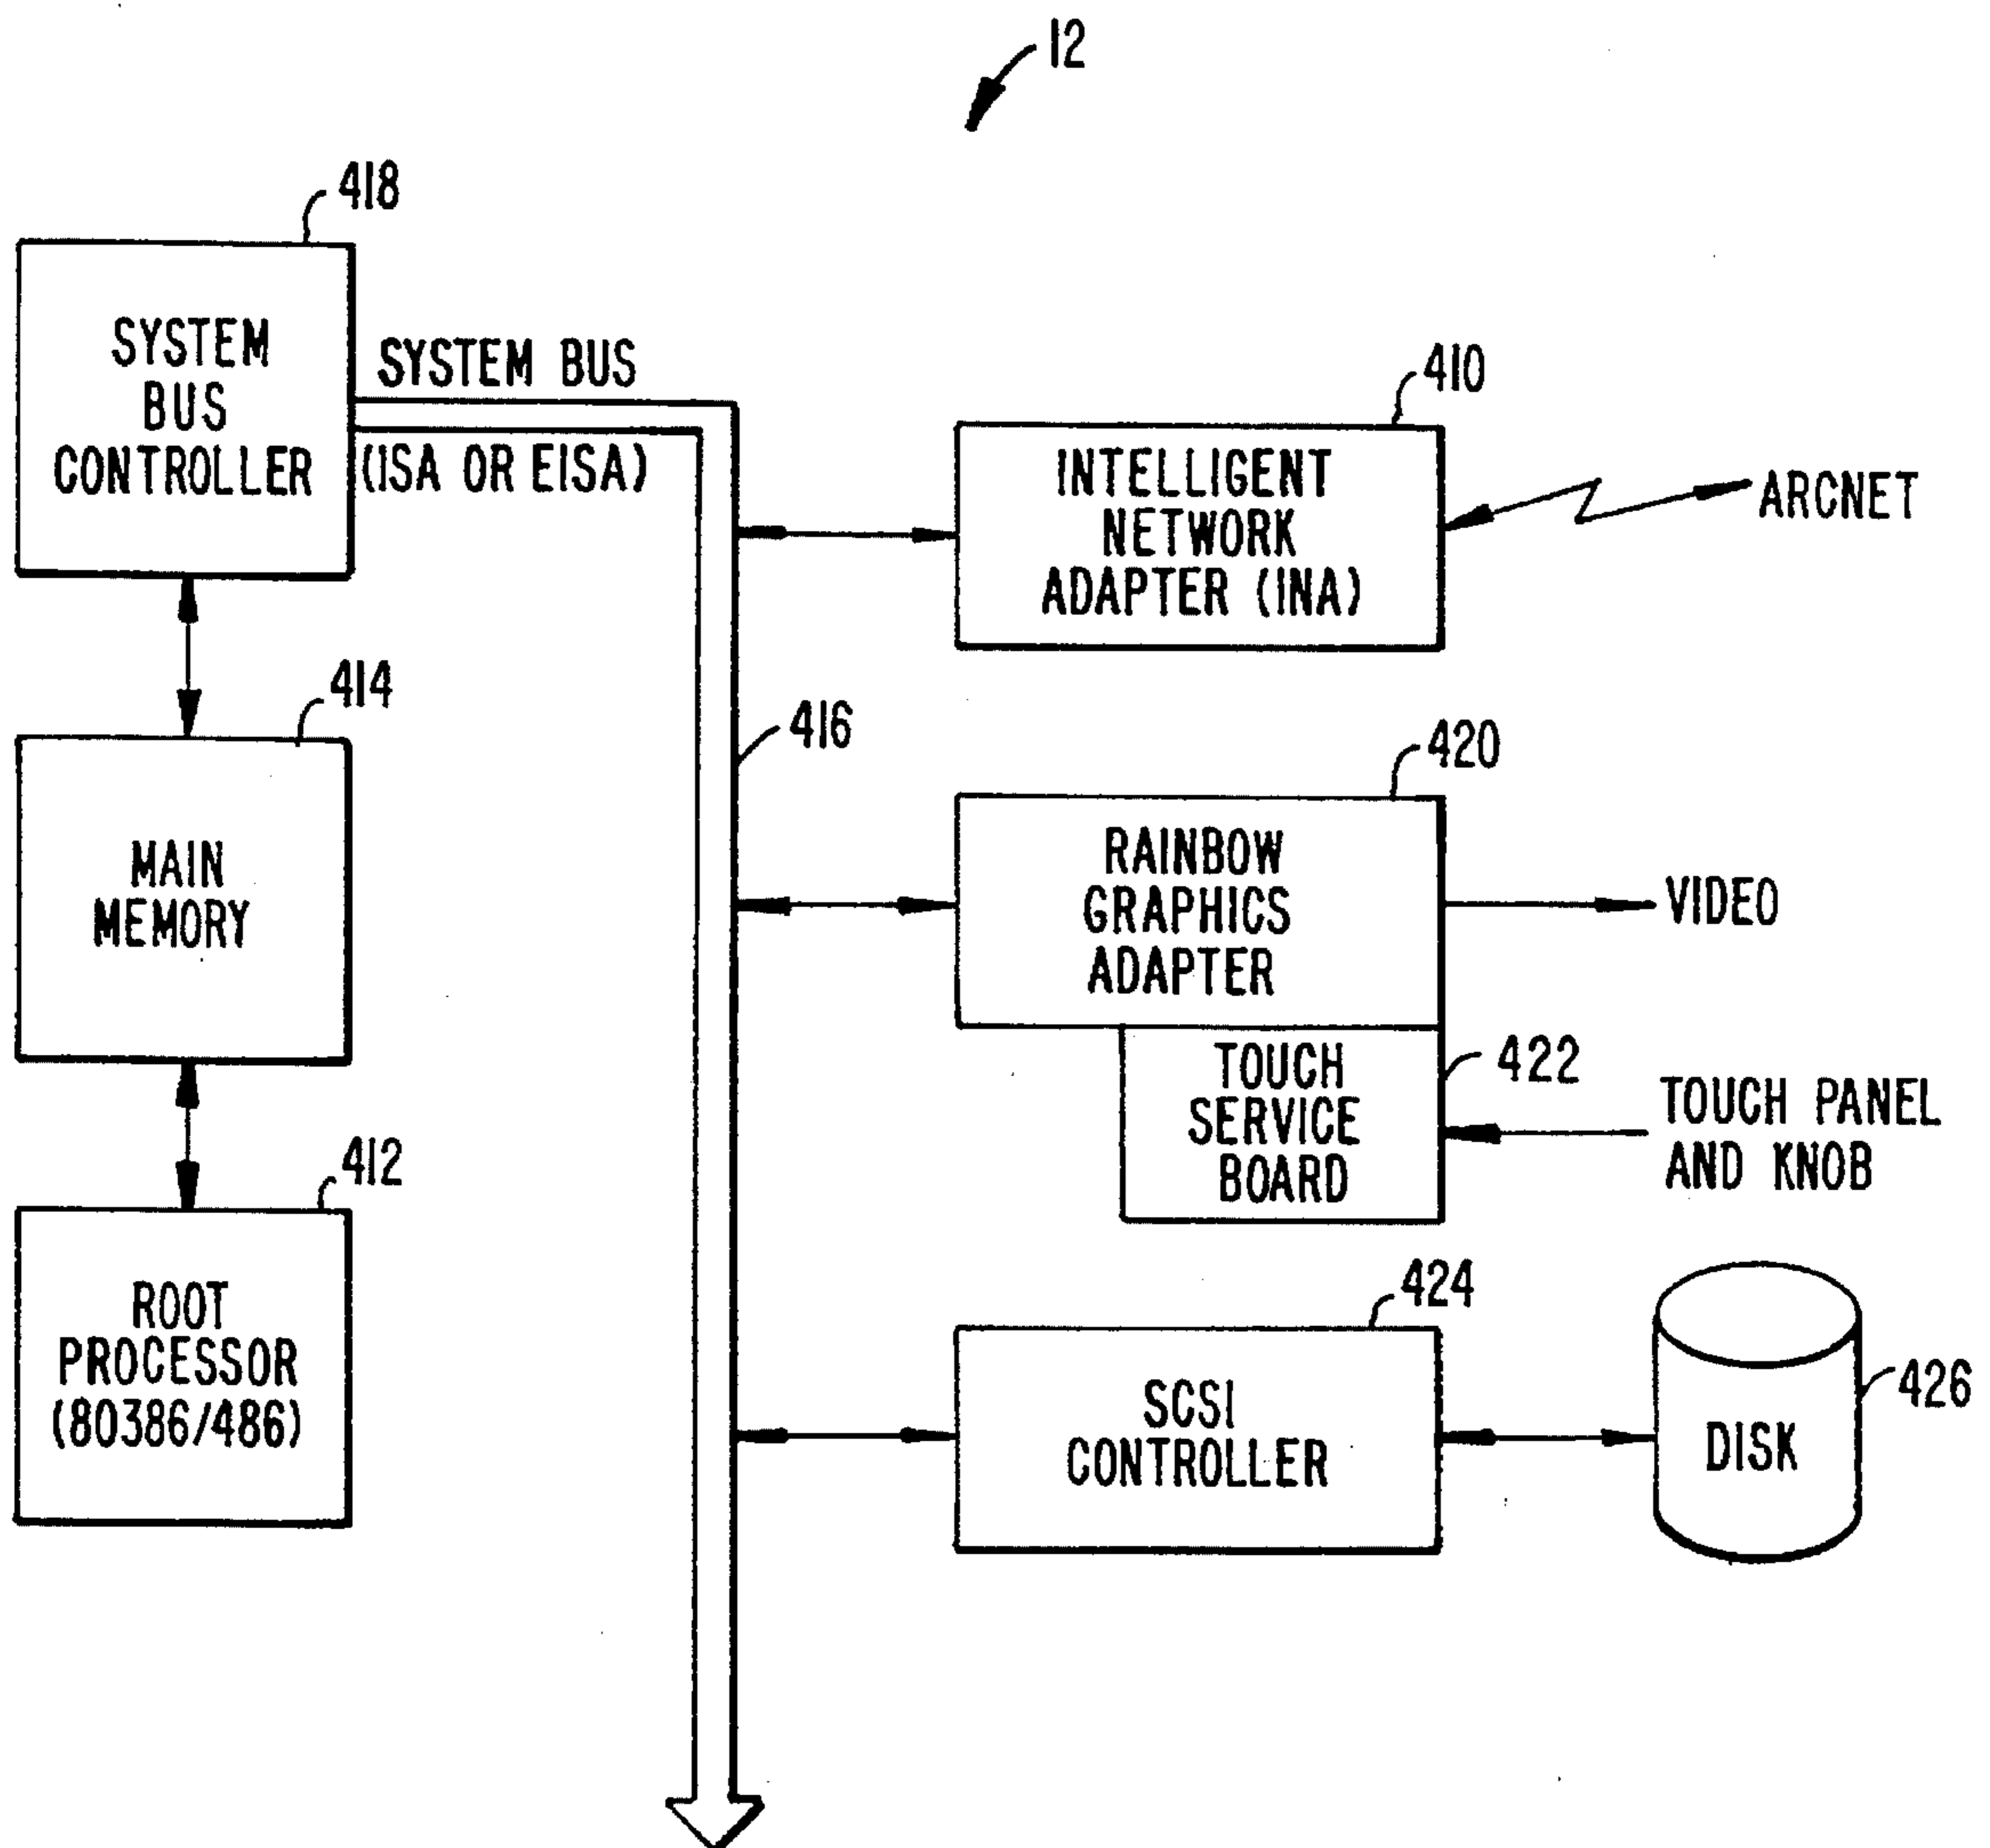 12
418
SYSTEM
BUS
CONTROLLER
SYSTEM BUS
(ISA OR EISA)
410
INTELLIGENT
NETWORK
ADAPTER (INA)
ARCNET
414
MAIN
MEMORY
416
420
RAINBOW
GRAPHICS
ADAPTER
VIDEO
422
TOUCH
SERVICE
BOARD
TOUCH PANEL
AND KNOB
412
ROOT
PROCESSOR
(80386/486)
424
SCSI
CONTROLLER
426
DISK